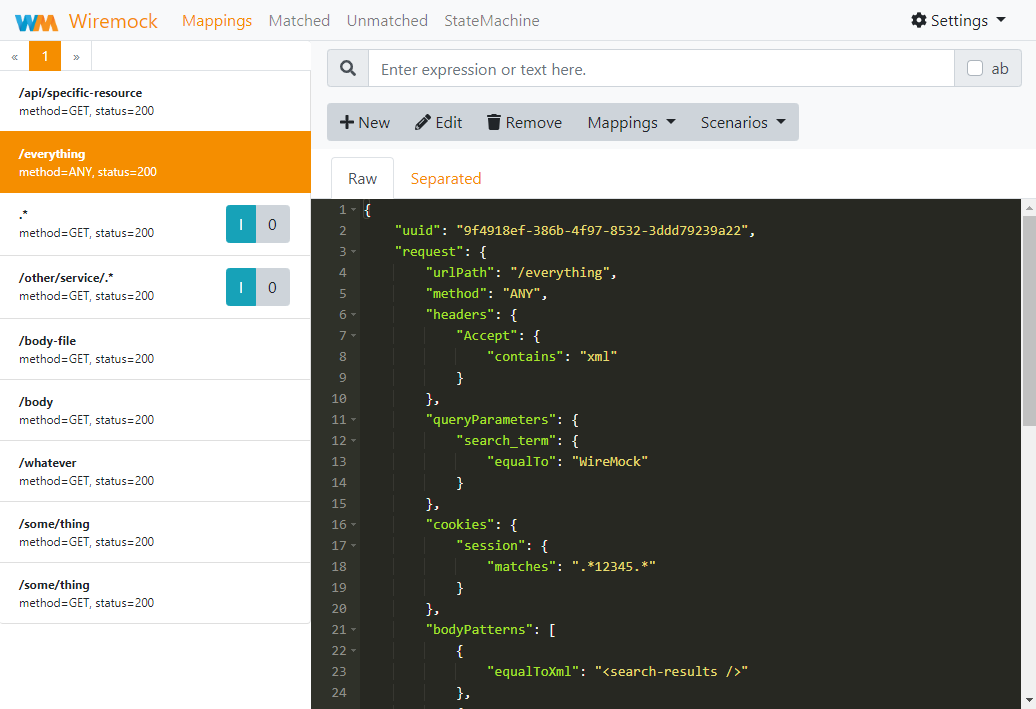 WM Wiremock Mappings Matched Unmatched StateMachine Settings
« 1 »
/api/specific-resource
method=GET, status=200
/everything
method=ANY, status=200
.*
method=GET, status=200
I 0
/other/service/.*
method=GET, status=200
I 0
/body-file
method=GET, status=200
/body
method=GET, status=200
/whatever
method=GET, status=200
/some/thing
method=GET, status=200
/some/thing
method=GET, status=200
Enter expression or text here. ab
New Edit Remove Mappings Scenarios
Raw Separated
1 {
2 "uuid": "9f4918ef-386b-4f97-8532-3ddd79239a22",
3 "request": {
4 "urlPath": "/everything",
5 "method": "ANY",
6 "headers": {
7 "Accept": {
8 "contains": "xml"
9 }
10 },
11 "queryParameters": {
12 "search_term": {
13 "equalTo": "WireMock"
14 }
15 },
16 "cookies": {
17 "session": {
18 "matches": ".*12345.*"
19 }
20 },
21 "bodyPatterns": [
22 {
23 "equalToXml": "<search-results />"
24 },